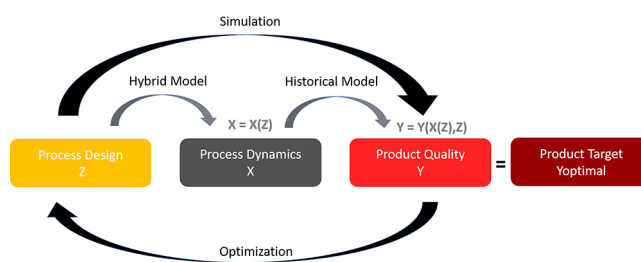 Simulation
Hybrid Model
Historical Model
X = X(Z)
Y = Y(X(Z),Z)
Process Design
Z
Process Dynamics
X
Product Quality
Y
=
Product Target
Yoptimal
Optimization